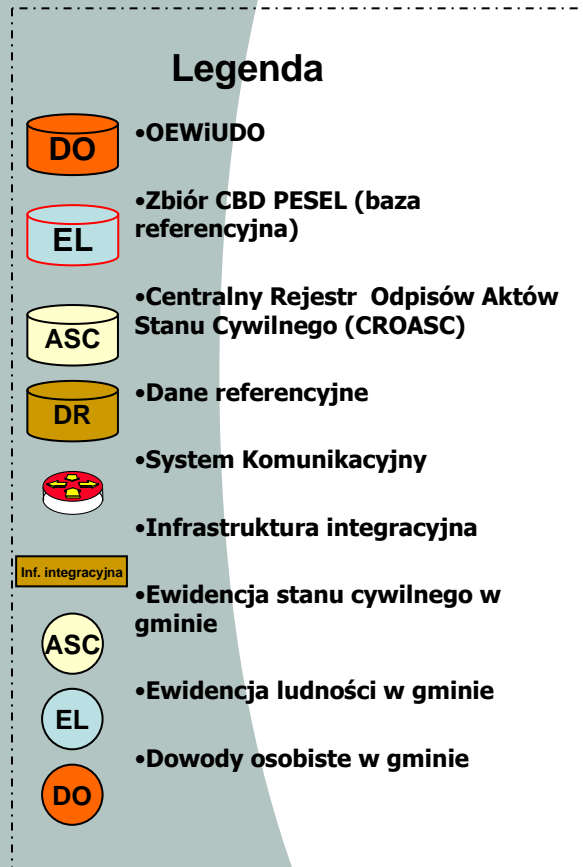 Legenda
DO
•OEWiUDO
EL
•Zbiór CBD PESEL (baza
referencyjna)
ASC
•Centralny Rejestr Odpisów Aktów
Stanu Cywilnego (CROASC)
DR
•Dane referencyjne
•System Komunikacyjny
•Infrastruktura integracyjna
Inf. integracyjna
•Ewidencja stanu cywilnego w
gminie
ASC
•Ewidencja ludności w gminie
EL
•Dowody osobiste w gminie
DO